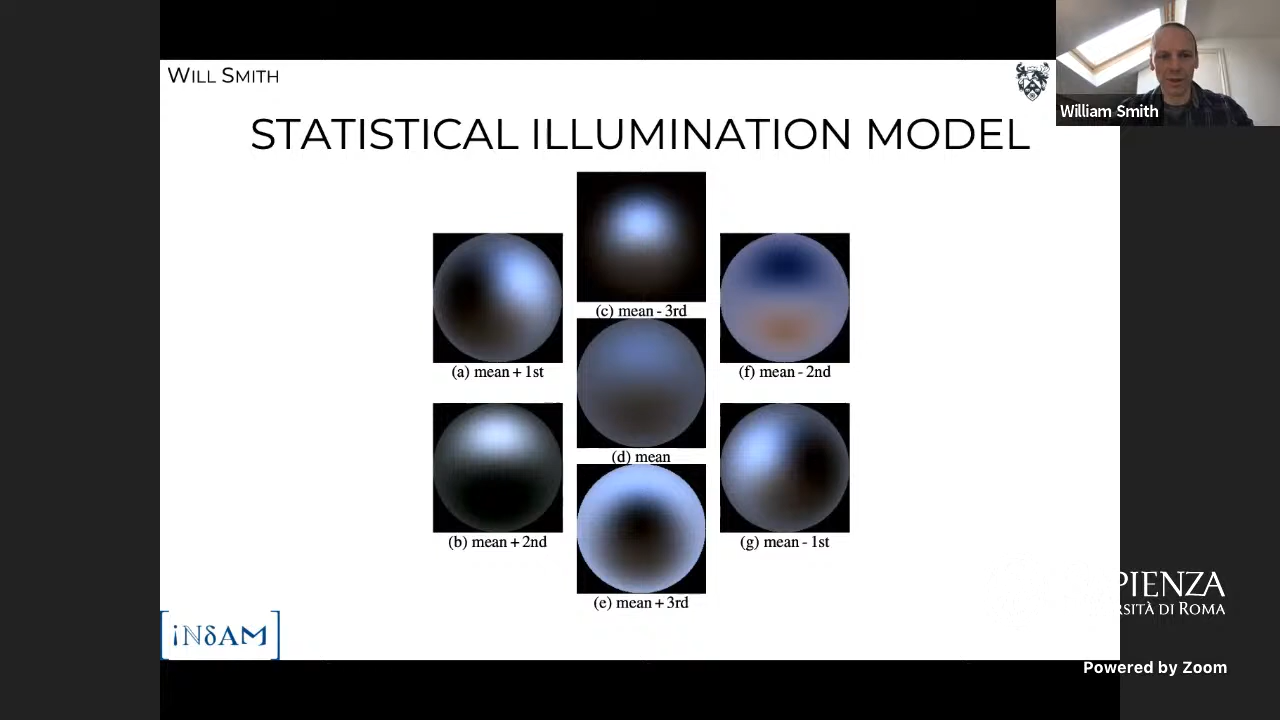 WILL SMITH
William Smith
STATISTICAL ILLUMINATION MODEL
(c) mean - 3rd
(a) mean + 1st
(f) mean - 2nd
(d) mean
(b) mean + 2nd
(g) mean - 1st
(e) mean + 3rd
PIENZA
RSITÀ DI ROMA
iNδAM
Powered by Zoom